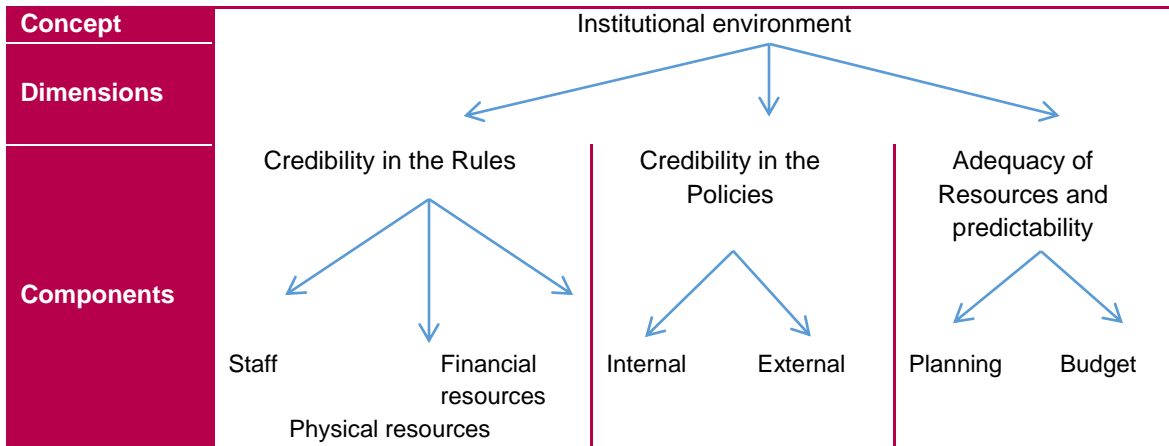 Concept
Institutional environment
Dimensions
Credibility in the Rules
Credibility in the
Policies
Adequacy of
Resources and
predictability
Components
Staff
Financial
resources
Physical resources
Internal
External
Planning
Budget